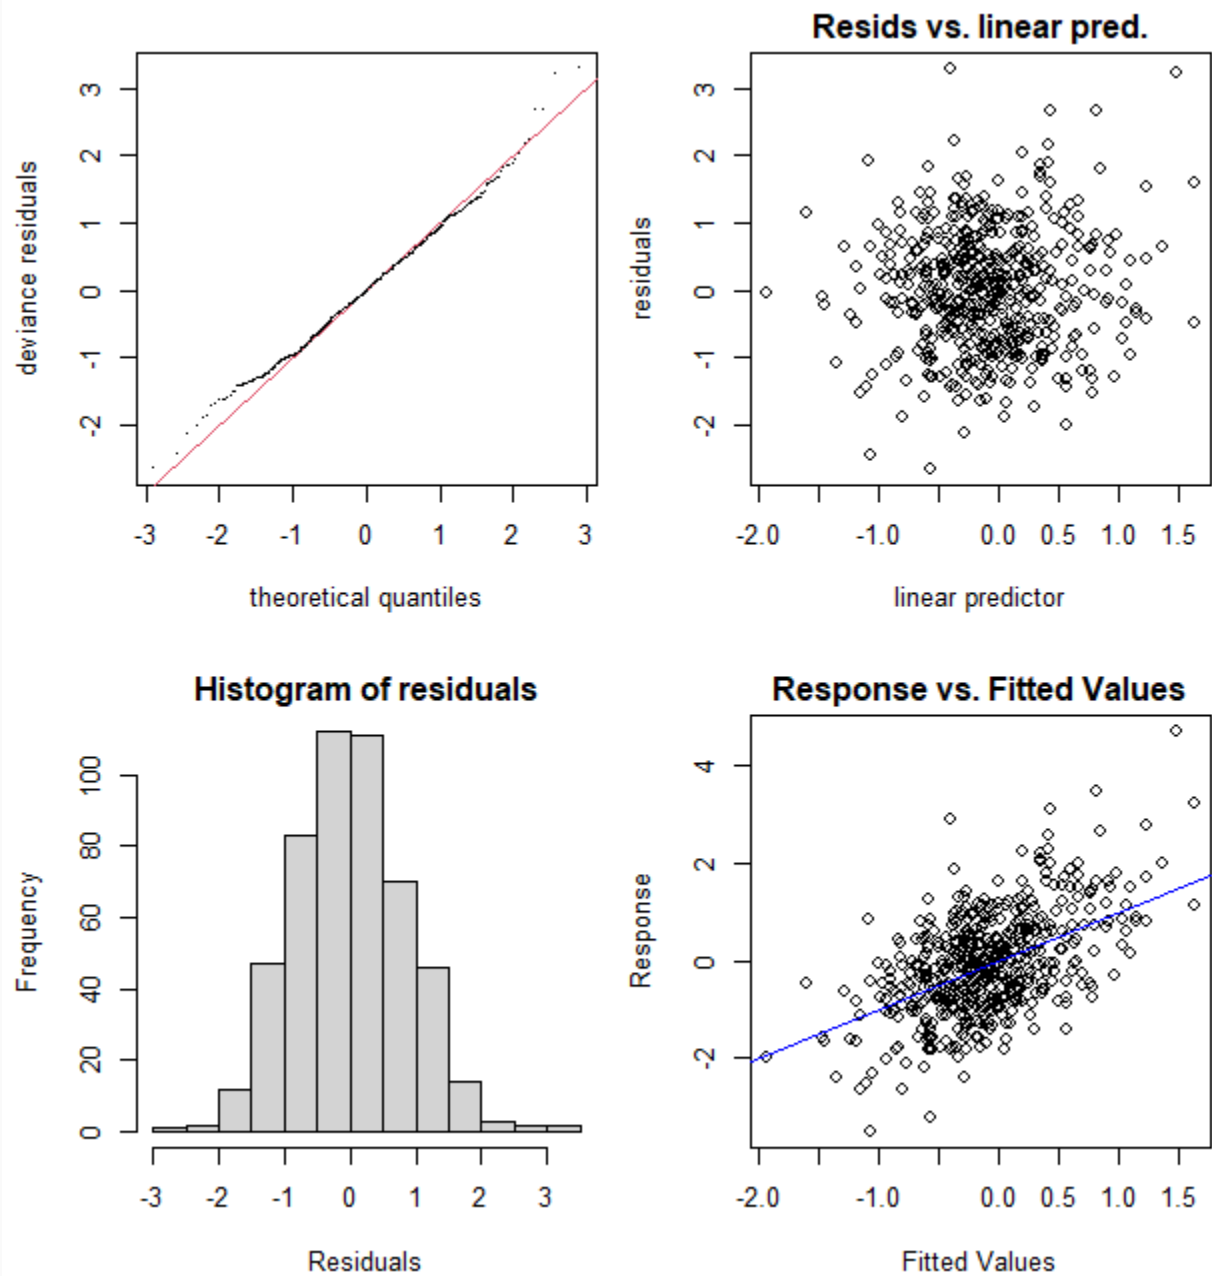 deviance residuals
3
2
1
0
-1
-2
-3 -2 -1 0 1 2 3
theoretical quantiles
Resids vs. linear pred.
residuals
3
2
1
0
-1
-2
-2.0 -1.0 0.0 0.5 1.0 1.5
linear predictor
Histogram of residuals
Frequency
100
80
60
40
20
0
-3 -2 -1 0 1 2 3
Residuals
Response vs. Fitted Values
Response
4
2
0
-2
-2.0 -1.0 0.0 0.5 1.0 1.5
Fitted Values